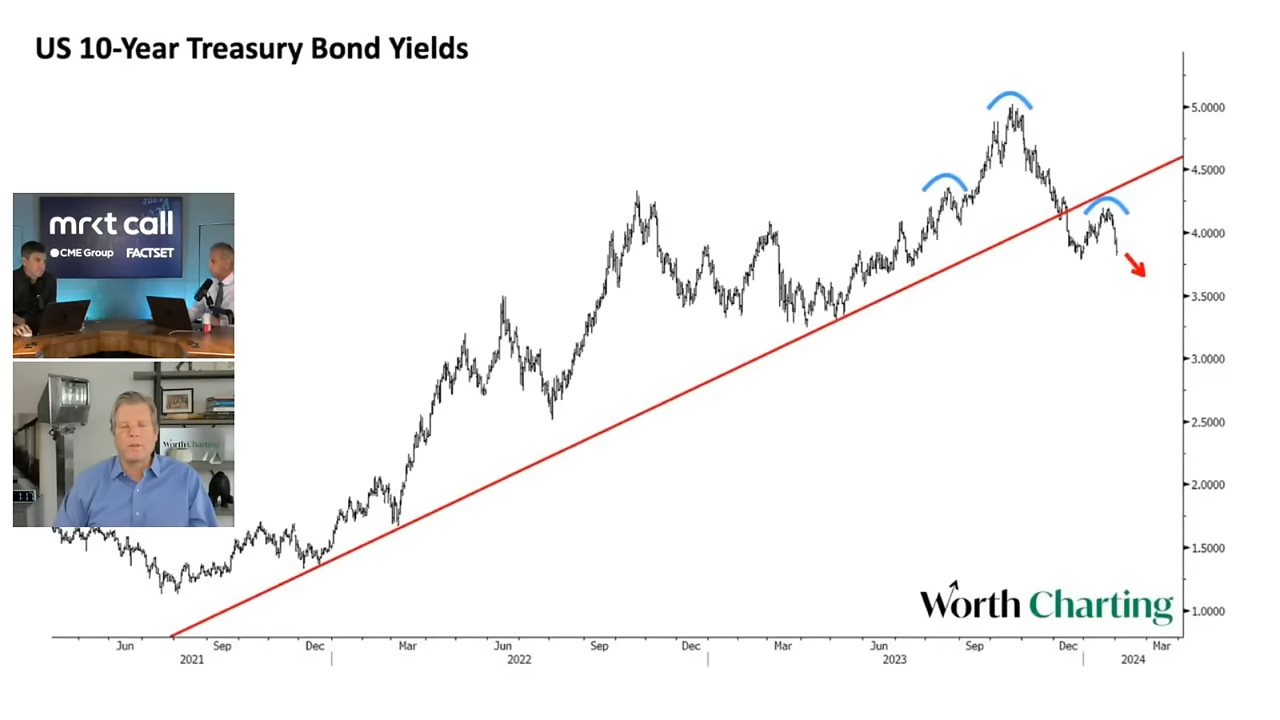 US 10-Year Treasury Bond Yields
mrkt call
CME Group FACTSET
Worth Charting
5.0000
4.5000
4.0000
3.5000
3.0000
2.5000
2.0000
1.5000
1.0000
Worth Charting
Jun Sep Dec Mar Jun Sep Dec Mar Jun Sep Dec Mar
2021 2022 2023 2024